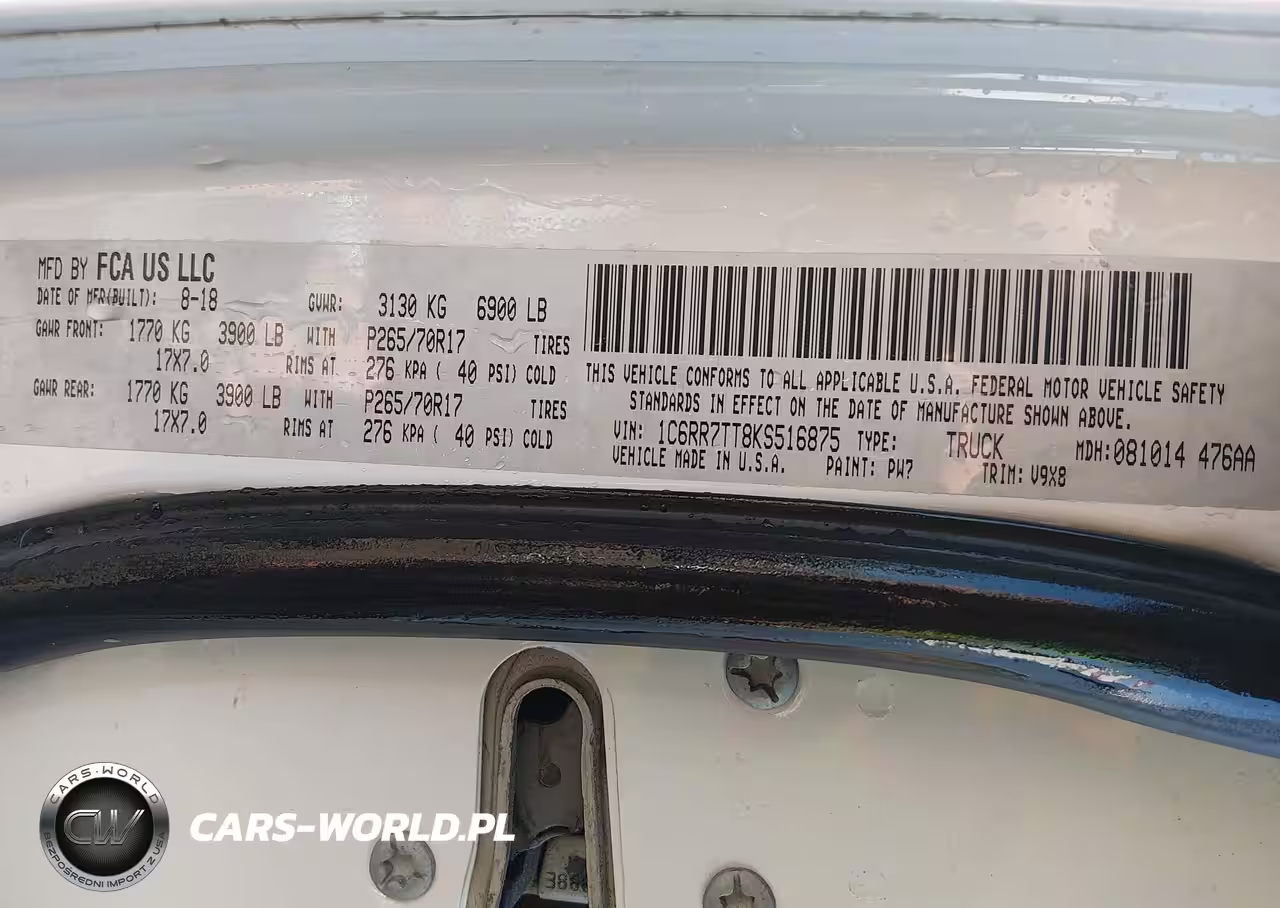 MFD BY FCA US LLC
DATE OF MFR(BUILT): 8-18 GVWR: 3130 KG 6900 LB
GAWR FRONT: 1770 KG 3900 LB WITH P265/70R17 TIRES
17X7.0 RIMS AT 276 KPA ( 40 PSI) COLD
GAWR REAR: 1770 KG 3900 LB WITH P265/70R17 TIRES
17X7.0 RIMS AT 276 KPA ( 40 PSI) COLD
THIS VEHICLE CONFORMS TO ALL APPLICABLE U.S.A. FEDERAL MOTOR VEHICLE SAFETY
STANDARDS IN EFFECT ON THE DATE OF MANUFACTURE SHOWN ABOVE.
VIN: 1C6RR7TT8KS516875 TYPE: TRUCK MDH:081014 476AA
VEHICLE MADE IN U.S.A. PAINT: PW7 TRIM: V9X8
CARS-WORLD
CW
BEZPOŚREDNI IMPORT Z USA
CARS-WORLD.PL